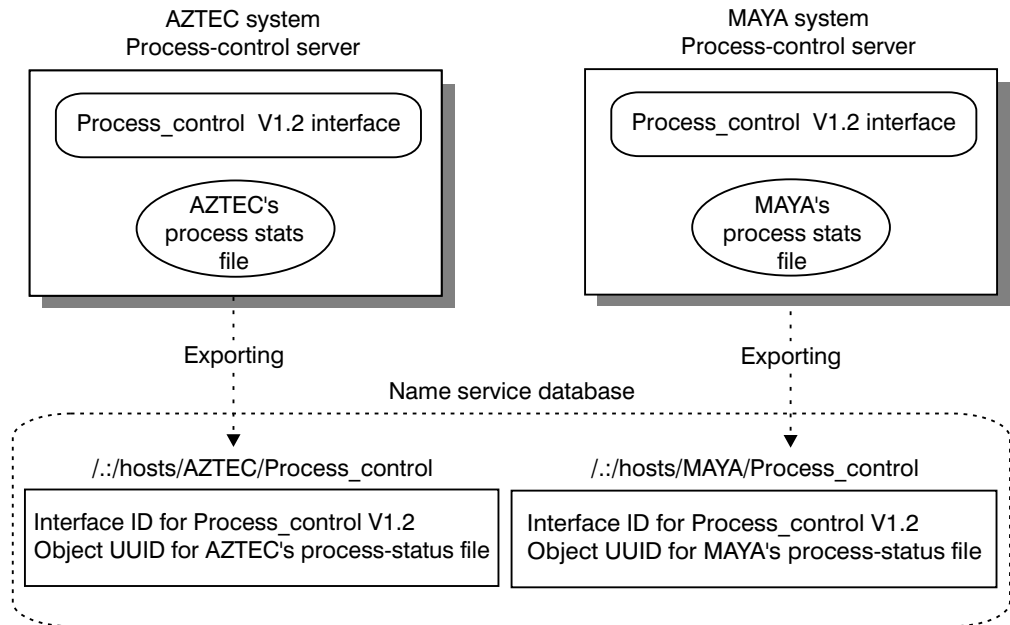 AZTEC system
Process-control server
Process_control V1.2 interface
AZTEC's
process stats
file
MAYA system
Process-control server
Process_control V1.2 interface
MAYA's
process stats
file
Exporting
Exporting
Name service database
/.:/hosts/AZTEC/Process_control
Interface ID for Process_control V1.2
Object UUID for AZTEC's process-status file
/.:/hosts/MAYA/Process_control
Interface ID for Process_control V1.2
Object UUID for MAYA's process-status file